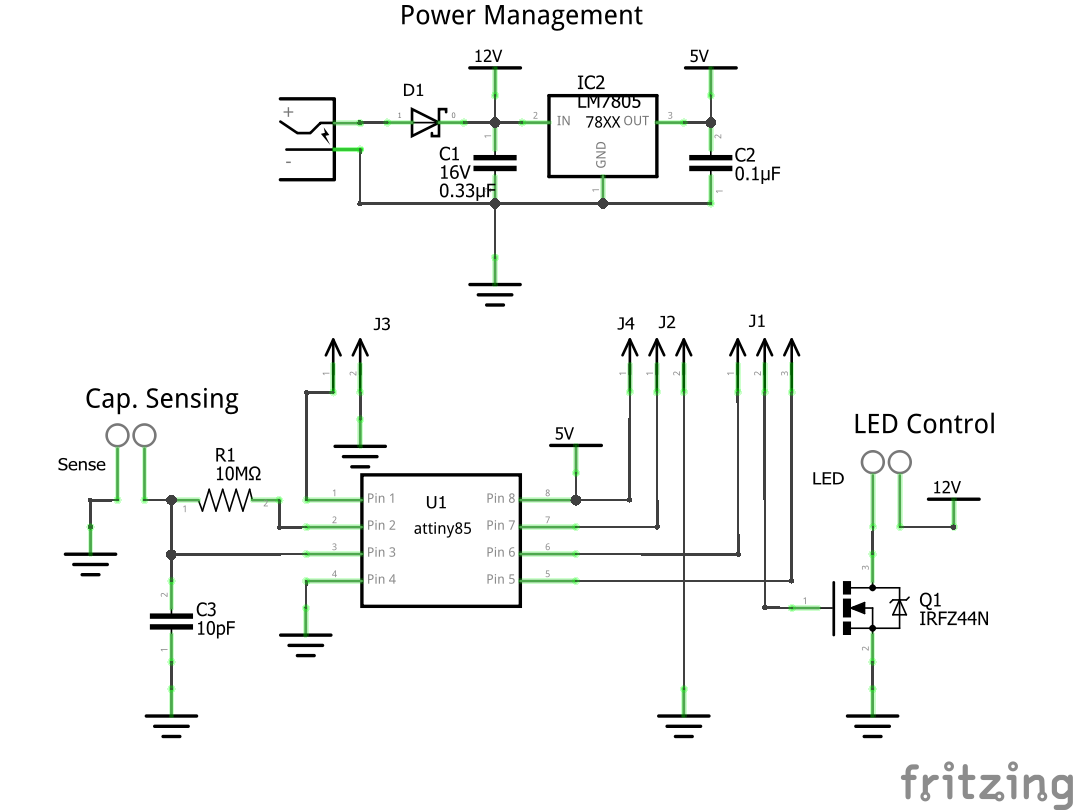 Power Management
12V
5V
D1
IC2
LM7805
+
1
0
2
IN
78XX
OUT
3
1
2
-
C1
16V
0.33µF
GND
1
C2
0.1µF
1
J3
J4
J2
J1
1
2
1
1
2
1
2
3
Cap. Sensing
LED Control
5V
Sense
R1
10MΩ
LED
12V
1
2
1
Pin 1
U1
Pin 8
8
2
Pin 2
attiny85
Pin 7
7
3
Pin 3
Pin 6
6
4
Pin 4
Pin 5
5
3
2
C3
10pF
1
1
Q1
IRFZ44N
2
fritzing